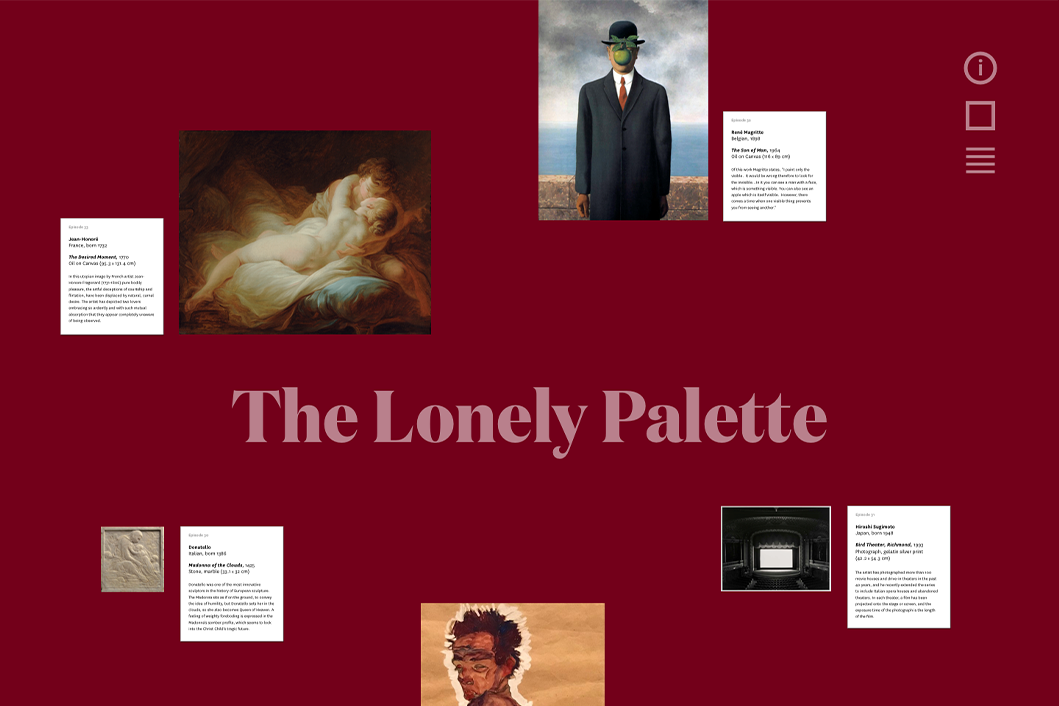 Episode 32
René Magritte
Belgian, 1898
The Son of Man, 1964
Oil on Canvas (116 x 89 cm)
Of this work Magritte states, "I paint only the
visible. It would be wrong therefore to look for
the invisible. In it you can see a man with a face,
which is something visible. You can also see an
apple which is itself visible. However, there
comes a time when one visible thing prevents
you from seeing another"
Jean-Honoré
France, born 1732
The Desired Moment, 1770
Oil on Canvas
In this utopian image by French artist Jean-
Honoré Fragonard (1732-1806) pure bodily
pleasure, the artful deceptions of courtship and
flirtation, have been displaced by natural, carnal
desire. The artist has depicted two lovers
embracing so ardently and with such mutual
absorption that they appear completely unaware
of being observed.
The Lonely Palette
Donatello
Italian, born 1386
Madonna of the Clouds, 1425
Stone, marble (33.1 x 32 cm)
Donatello was one of the most innovative
sculptors in the history of European sculpture.
The Madonna sits on the ground, to convey
the idea of humility, but Donatello sets her in the
clouds, so she also becomes Queen of Heaven. A
feeling of weighty foreboding is expressed in the
Madonna's somber profile, which seems to look
into the Christ Child's tragic future.
Episode 31
Hiroshi Sugimoto
Japan, born 1948
Bird Theater, Richmond, 1993
Photograph, gelatin silver print
(42.2 x 54.3 cm)
The artist has photographed more than 100
movie houses and drive-in theaters in the past
40 years, and he recently extended the series
to include Italian opera houses and abandoned
theaters. In each theater, a film has been
projected onto the stage or screen, and the
exposure time of the photograph is the length
of the film.